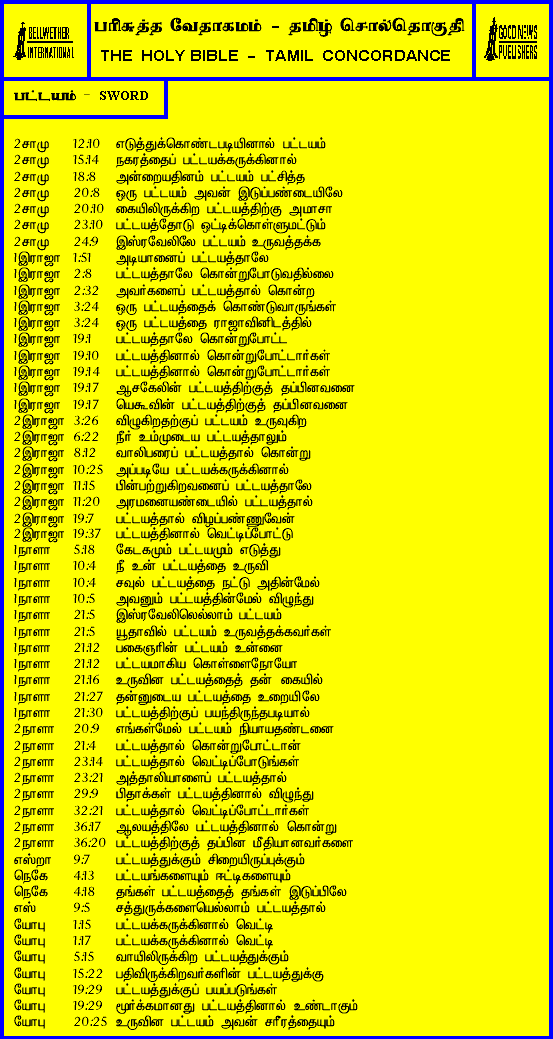 BELLWETHER INTERNATIONAL
பரிசுத்த வேதாகமம் - தமிழ் சொல்தொகுதி
THE HOLY BIBLE - TAMIL CONCORDANCE
GOOD NEWS PUBLISHERS
பட்டயம் - SWORD
2சாமு 12:10 எடுத்துக்கொண்டபடியினால் பட்டயம்
2சாமு 15:14 நகரத்தைப் பட்டயக்கருக்கினால்
2சாமு 18:8 அன்றையதினம் பட்டயம் பட்சித்த
2சாமு 20:8 ஒரு பட்டயம் அவன் இடுப்பண்டையிலே
2சாமு 20:10 கையிலிருக்கிற பட்டயத்திற்கு அமாசா
2சாமு 23:10 பட்டயத்தோடு ஒட்டிக்கொள்ளுமட்டும்
2சாமு 24:9 இஸ்ரவேலிலே பட்டயம் உருவத்தக்க
1இராஜா 1:51 அடியானைப் பட்டயத்தாலே
1இராஜா 2:8 பட்டயத்தாலே கொன்றுபோடுவதில்லை
1இராஜா 2:32 அவர்களைப் பட்டயத்தால் கொன்ற
1இராஜா 3:24 ஒரு பட்டயத்தைக் கொண்டுவாருங்கள்
1இராஜா 3:24 ஒரு பட்டயத்தை ராஜாவினிடத்தில்
1இராஜா 19:1 பட்டயத்தாலே கொன்றுபோட்ட
1இராஜா 19:10 பட்டயத்தினால் கொன்றுபோட்டார்கள்
1இராஜா 19:14 பட்டயத்தினால் கொன்றுபோட்டார்கள்
1இராஜா 19:17 ஆசகேலின் பட்டயத்திற்குத் தப்பினவனை
1இராஜா 19:17 யெகூவின் பட்டயத்திற்குத் தப்பினவனை
2இராஜா 3:26 விழுகிறதற்குப் பட்டயம் உருவுகிற
2இராஜா 6:22 நீர் உம்முடைய பட்டயத்தாலும்
2இராஜா 8:12 வாலிபரைப் பட்டயத்தால் கொன்று
2இராஜா 10:25 அப்படியே பட்டயக்கருக்கினால்
2இராஜா 11:15 பின்பற்றுகிறவனைப் பட்டயத்தாலே
2இராஜா 11:20 அரமனையண்டையில் பட்டயத்தால்
2இராஜா 19:7 பட்டயத்தால் விழப்பண்ணுவேன்
2இராஜா 19:37 பட்டயத்தினால் வெட்டிப்போட்டு
1நாளா 5:18 கேடகமும் பட்டயமும் எடுத்து
1நாளா 10:4 நீ உன் பட்டயத்தை உருவி
1நாளா 10:4 சவுல் பட்டயத்தை நட்டு அதின்மேல்
1நாளா 10:5 அவனும் பட்டயத்தின்மேல் விழுந்து
1நாளா 21:5 இஸ்ரவேலிலெல்லாம் பட்டயம்
1நாளா 21:5 யூதாவில் பட்டயம் உருவத்தக்கவர்கள்
1நாளா 21:12 பகைஞரின் பட்டயம் உன்னை
1நாளா 21:12 பட்டயமாகிய கொள்ளைநோயோ
1நாளா 21:16 உருவின பட்டயத்தைத் தன் கையில்
1நாளா 21:27 தன்னுடைய பட்டயத்தை உறையிலே
1நாளா 21:30 பட்டயத்திற்குப் பயந்திருந்தபடியால்
2நாளா 20:9 எங்கள்மேல் பட்டயம் நியாயதண்டனை
2நாளா 21:4 பட்டயத்தால் கொன்றுபோட்டான்
2நாளா 23:14 பட்டயத்தால் வெட்டிப்போடுங்கள்
2நாளா 23:21 அத்தாலியாளைப் பட்டயத்தால்
2நாளா 29:9 பிதாக்கள் பட்டயத்தினால் விழுந்து
2நாளா 32:21 பட்டயத்தால் வெட்டிப்போட்டார்கள்
2நாளா 36:17 ஆலயத்திலே பட்டயத்தினால் கொன்று
2நாளா 36:20 பட்டயத்திற்குத் தப்பின மீதியானவர்களை
எஸ்றா 9:7 பட்டயத்துக்கும் சிறையிருப்புக்கும்
நெகே 4:13 பட்டயங்களையும் ஈட்டிகளையும்
நெகே 4:18 தங்கள் பட்டயத்தைத் தங்கள் இடுப்பிலே
எஸ் 9:5 சத்துருக்களையெல்லாம் பட்டயத்தால்
யோபு 1:15 பட்டயக்கருக்கினால் வெட்டி
யோபு 1:17 பட்டயக்கருக்கினால் வெட்டி
யோபு 5:15 வாயிலிருக்கிற பட்டயத்துக்கும்
யோபு 15:22 பதிவிருக்கிறவர்களின் பட்டயத்துக்கு
யோபு 19:29 பட்டயத்துக்குப் பயப்படுங்கள்
யோபு 19:29 மூர்க்கமானது பட்டயத்தினால் உண்டாகும்
யோபு 20:25 உருவின பட்டயம் அவன் சரீரத்தையும்